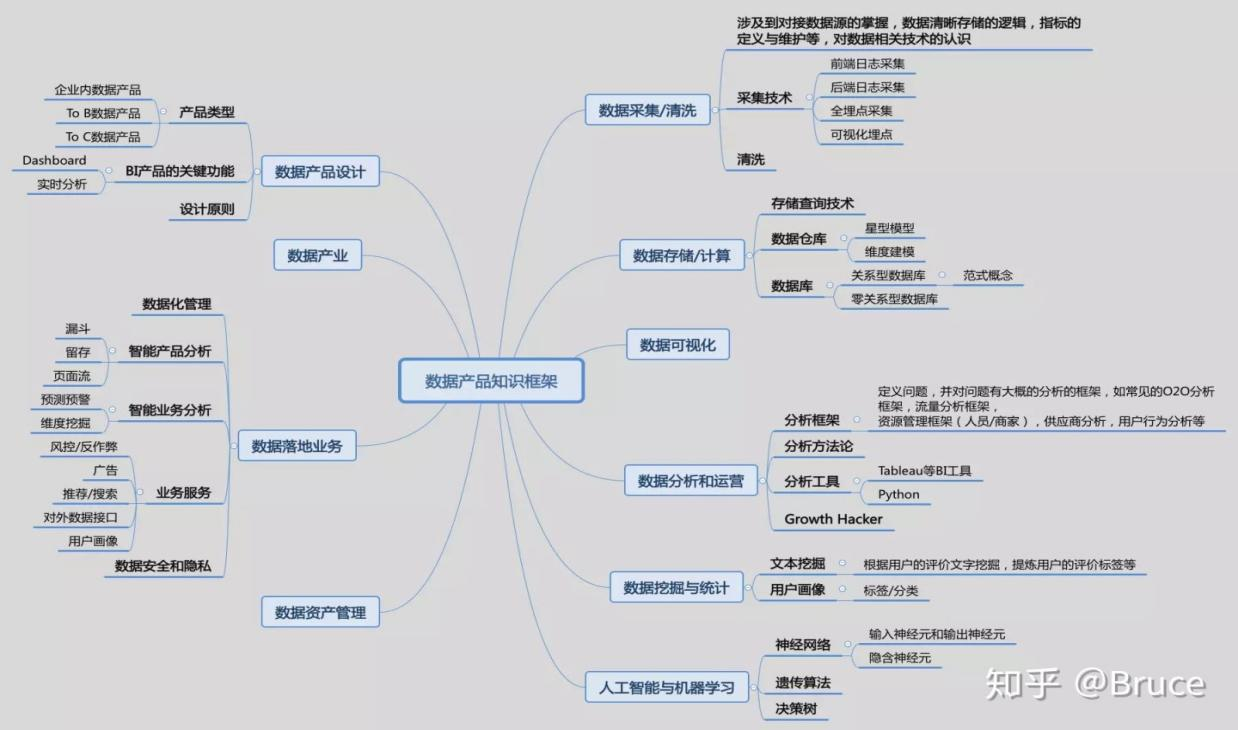 数据产品知识框架
数据采集/清洗
涉及到对接数据源的掌握，数据清晰存储的逻辑，指标的
定义与维护等，对数据相关技术的认识
采集技术
前端日志采集
后端日志采集
全埋点采集
可视化埋点
清洗
数据存储/计算
存储查询技术
数据仓库
星型模型
维度建模
数据库
关系型数据库
范式概念
零关系型数据库
数据可视化
数据分析和运营
分析框架
定义问题，并对问题有大概的分析的框架，如常见的O2O分析
框架，流量分析框架，
资源管理框架（人员/商家），供应商分析，用户行为分析等
分析方法论
分析工具
Tableau等BI工具
Python
Growth Hacker
数据挖掘与统计
文本挖掘
根据用户的评价文字挖掘，提炼用户的评价标签等
用户画像
标签/分类
人工智能与机器学习
神经网络
输入神经元和输出神经元
隐含神经元
遗传算法
决策树
数据产品设计
产品类型
企业内数据产品
To B数据产品
To C数据产品
BI产品的关键功能
Dashboard
实时分析
设计原则
数据产业
数据落地业务
数据化管理
智能产品分析
漏斗
留存
页面流
智能业务分析
预测预警
维度挖掘
业务服务
风控/反作弊
广告
推荐/搜索
对外数据接口
用户画像
数据安全和隐私
数据资产管理
知乎 @Bruce